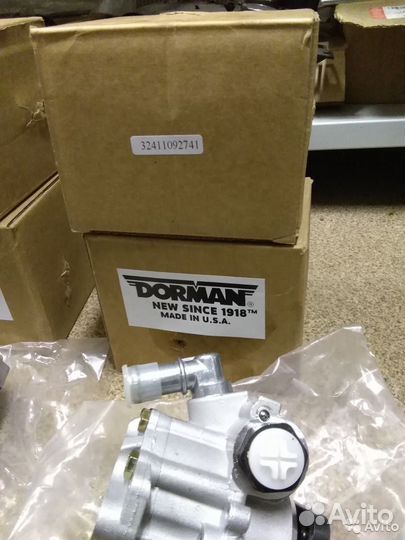 32411092741
DORMAN®
NEW SINCE 1918™
MADE IN U.S.A.
Avito